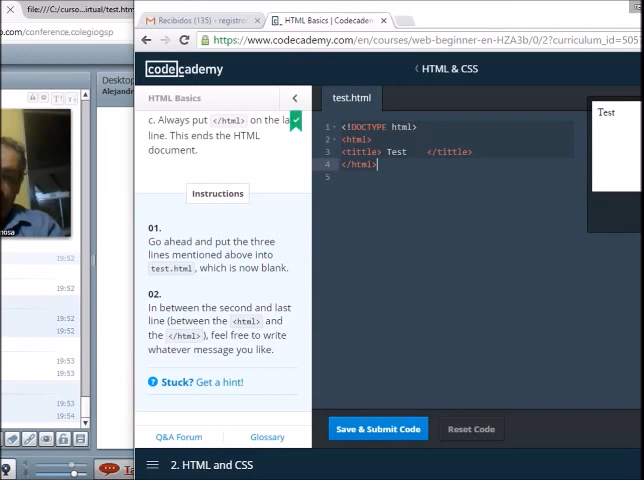 file:///C:/curso...irtual/test.htm
o.com/conference.colegiogsp
Recibidos (135) - registro
HTML Basics | Codecaden
https://www.codecademy.com/en/courses/web-beginner-en-HZA3b/0/2?curriculum_id=505
codecademy
HTML & CSS
Desktop
Alejandr
HTML Basics
test.html
c. Always put </html> on the la
line. This ends the HTML
document.
Instructions
01.
Go ahead and put the three
lines mentioned above into
test.html, which is now blank.
02.
In between the second and last
line (between the <html> and
the </html>), feel free to write
whatever message you like.
Stuck? Get a hint!
Q&A Forum
Glossary
1 <!DOCTYPE html>
2 <html>
3 <tittle> Test </tittle>
4 </html>
5
Test
Save & Submit Code
Reset Code
2. HTML and CSS
nosa
19:52
19:52
19:52
19:52
19:53
19:53
19:53
19:54
Ta